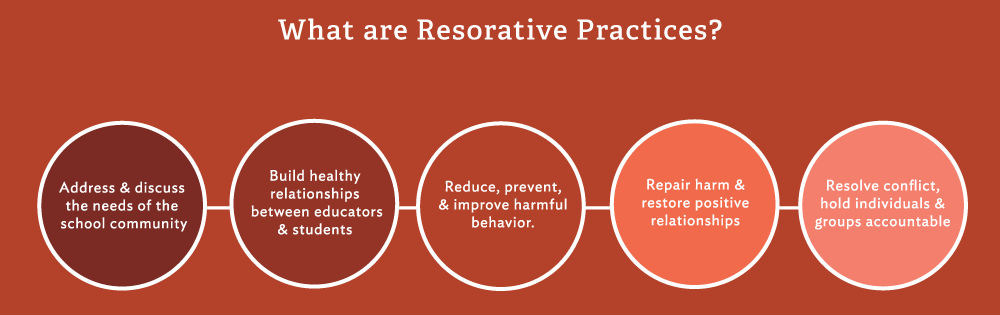 What are Resorative Practices?
Address & discuss
the needs of the
school community
Build healthy
relationships
between educators
& students
Reduce, prevent,
& improve harmful
behavior.
Repair harm &
restore positive
relationships
Resolve conflict,
hold individuals &
groups accountable